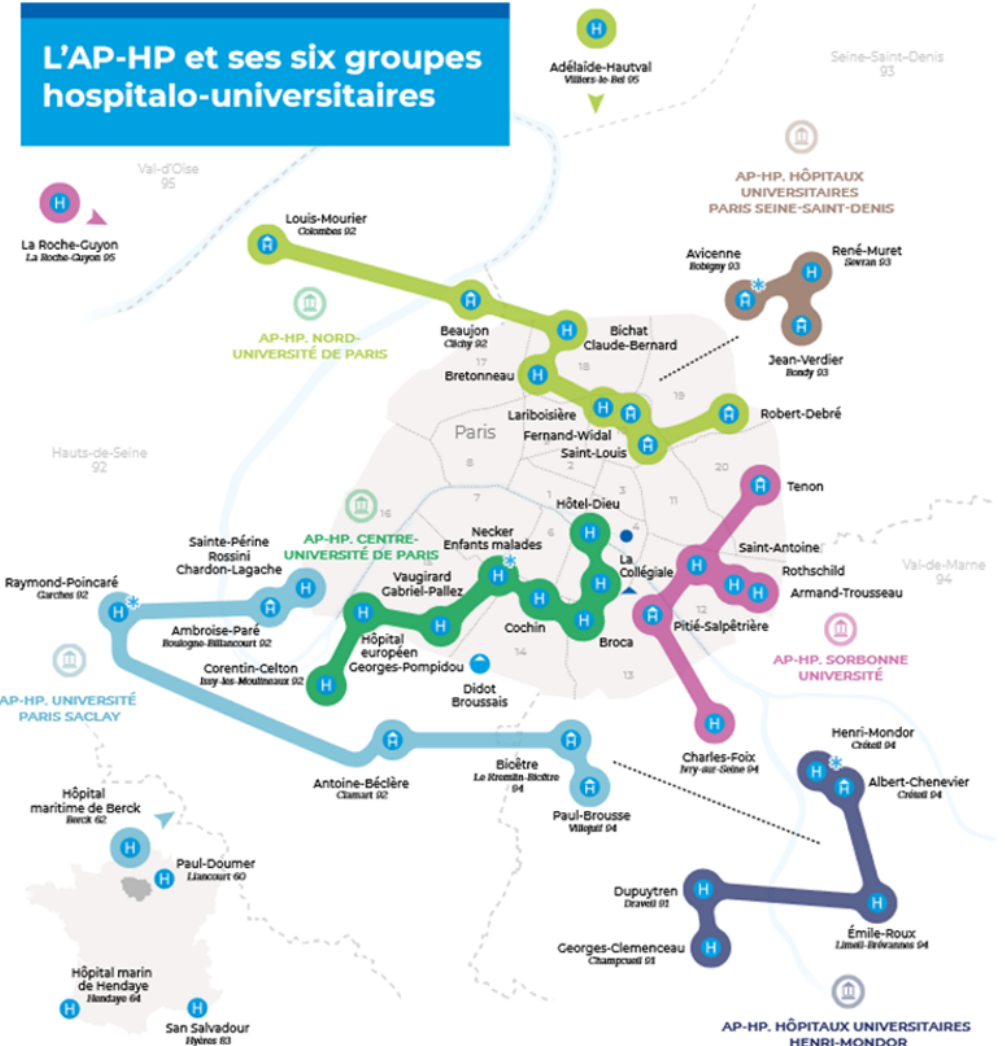 L'AP-HP et ses six groupes
hospitalo-universitaires
Adélaïde-Hautval
Villiers-le-Bel 95
Seine-Saint-Denis
93
Val-d'Oise
95
La Roche-Guyon
La Roche-Guyon 95
Louis-Mourier
Colombes 92
AP-HP. HÔPITAUX
UNIVERSITAIRES
PARIS SEINE-SAINT-DENIS
Avicenne
Bobigny 93
René-Muret
Sevran 93
Jean-Verdier
Bondy 93
AP-HP. NORD-
UNIVERSITÉ DE PARIS
Beaujon
Clichy 92
Bichat
Claude-Bernard
17
18
19
Bretonneau
Lariboisière
Fernand-Widal
Saint-Louis
Robert-Debré
Paris
Hauts-de-Seine
92
8
2
20
Tenon
7
1
3
11
16
Hôtel-Dieu
4
6
AP-HP. CENTRE-
UNIVERSITÉ DE PARIS
Necker
Enfants malades
La
Collégiale
Saint-Antoine
Rothschild
Armand-Trousseau
12
Val-de-Marne
94
Sainte-Périne
Rossini
Chardon-Lagache
Raymond-Poincaré
Garches 92
Vaugirard
Gabriel-Pallez
Ambroise-Paré
Boulogne-Billancourt 92
Cochin
Broca
Pitié-Salpêtrière
Hôpital
européen
Georges-Pompidou
14
13
AP-HP. SORBONNE
UNIVERSITÉ
Corentin-Celton
Issy-les-Moulineaux 92
Didot
Broussais
AP-HP. UNIVERSITÉ
PARIS SACLAY
Antoine-Béclère
Clamart 92
Bicêtre
Le Kremlin-Bicêtre
94
Paul-Brousse
Villejuif 94
Charles-Foix
Ivry-sur-Seine 94
Henri-Mondor
Créteil 94
Albert-Chenevier
Créteil 94
Hôpital
maritime de Berck
Berck 62
Paul-Doumer
Liancourt 60
Dupuytren
Draveil 91
Émile-Roux
Limeil-Brévannes 94
Georges-Clemenceau
Champcueil 91
Hôpital marin
de Hendaye
Hendaye 64
San Salvadour
Hyères 83
AP-HP. HÔPITAUX UNIVERSITAIRES
HENRI-MONDOR